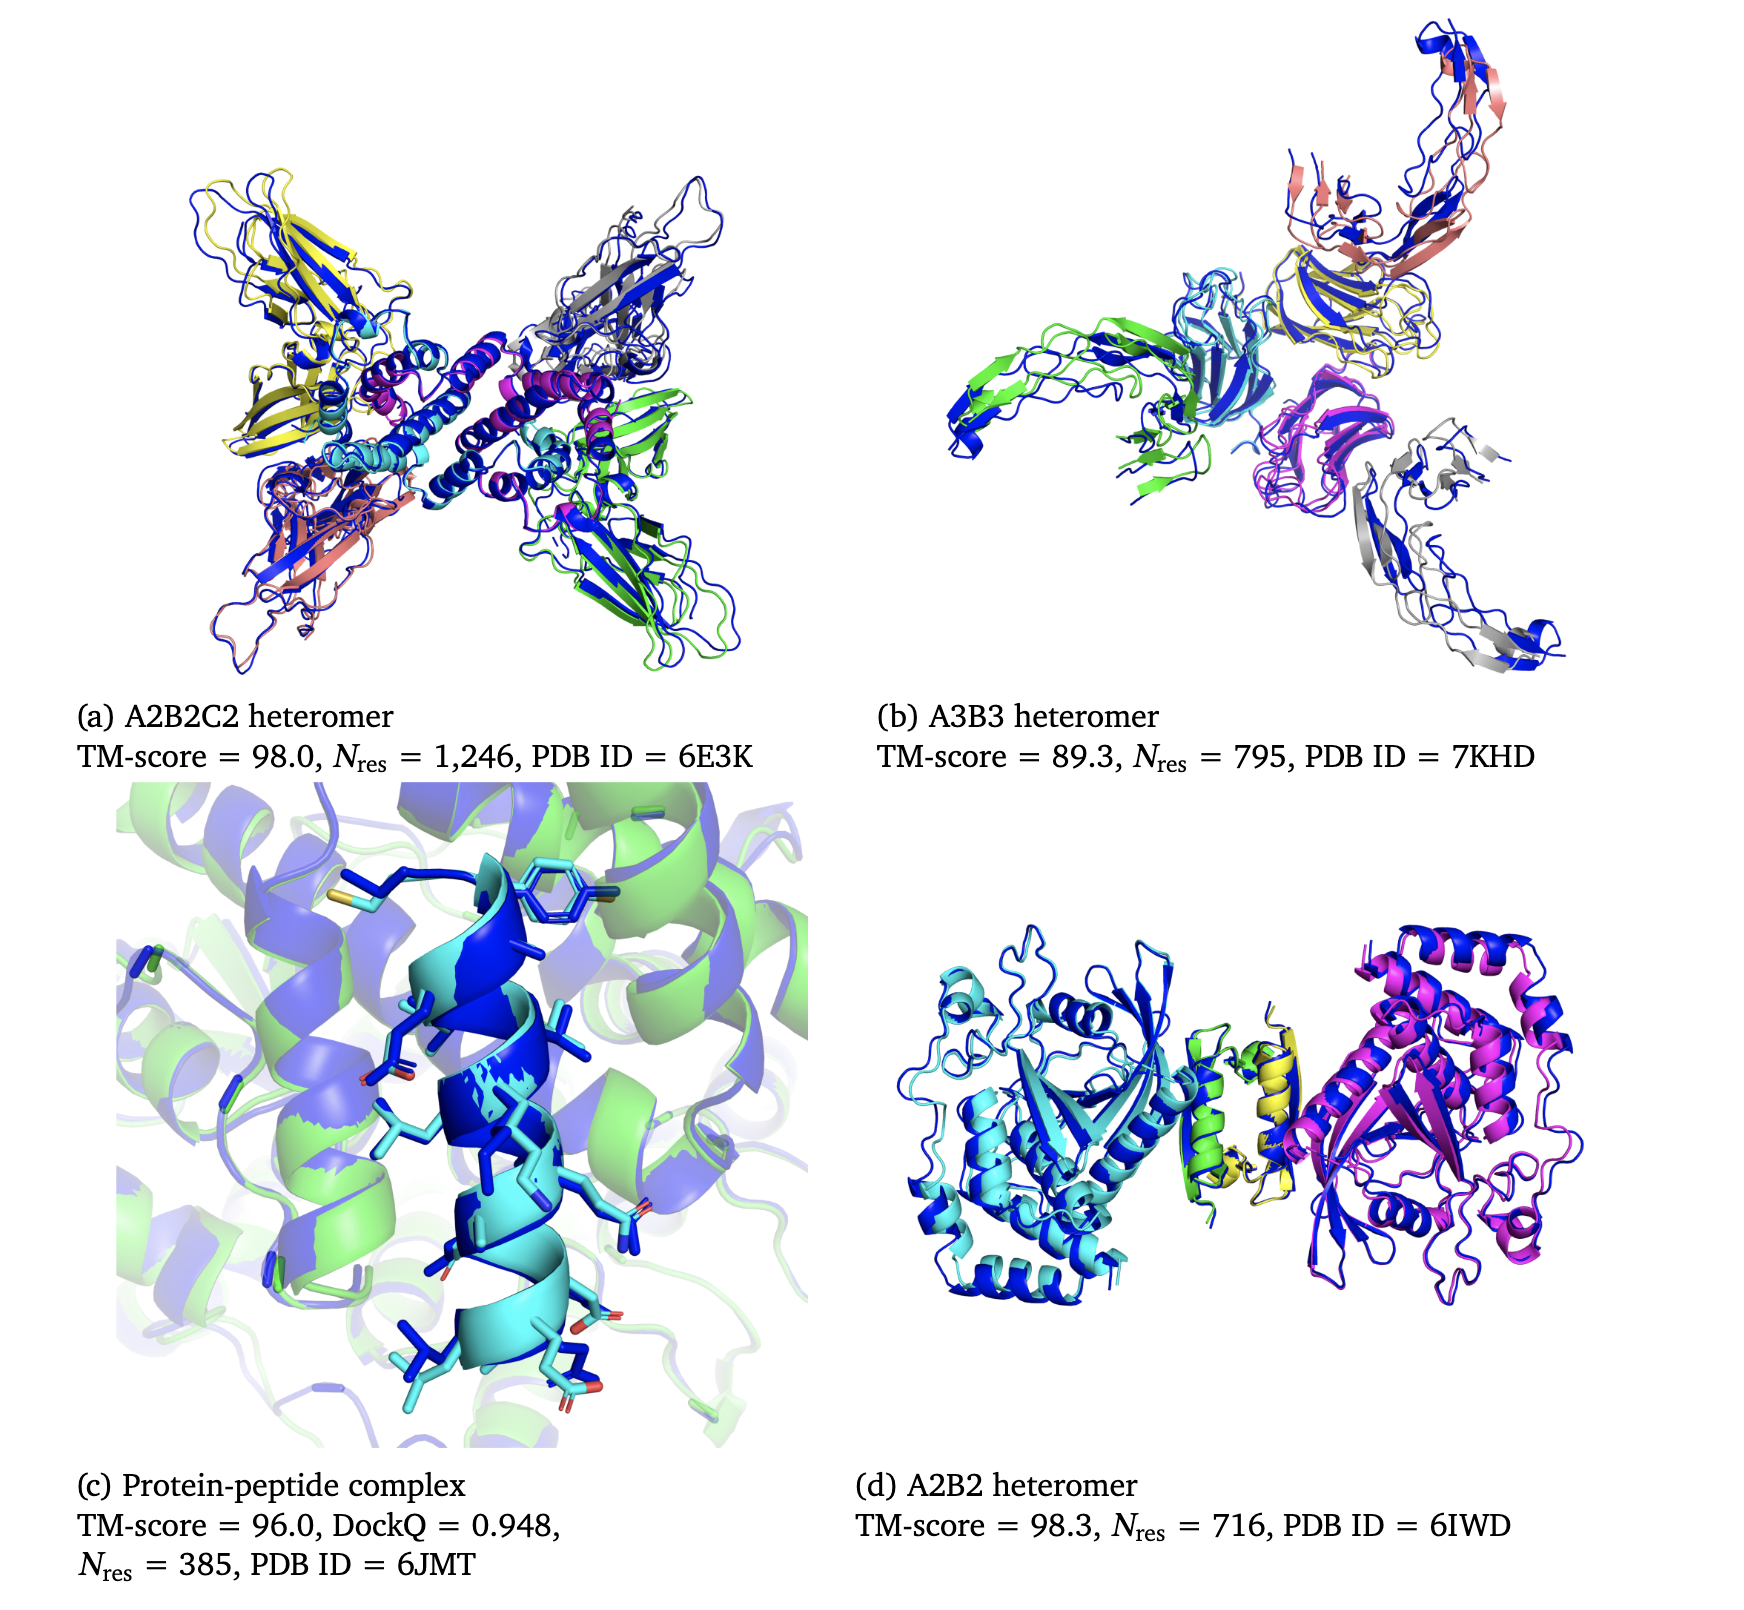 (a) A2B2C2 heteromer
TM-score = 98.0, Nres = 1,246, PDB ID = 6E3K
(b) A3B3 heteromer
TM-score = 89.3, Nres = 795, PDB ID = 7KHD
(c) Protein-peptide complex
TM-score = 96.0, DockQ = 0.948,
Nres = 385, PDB ID = 6JMT
(d) A2B2 heteromer
TM-score = 98.3, Nres = 716, PDB ID = 6IWD